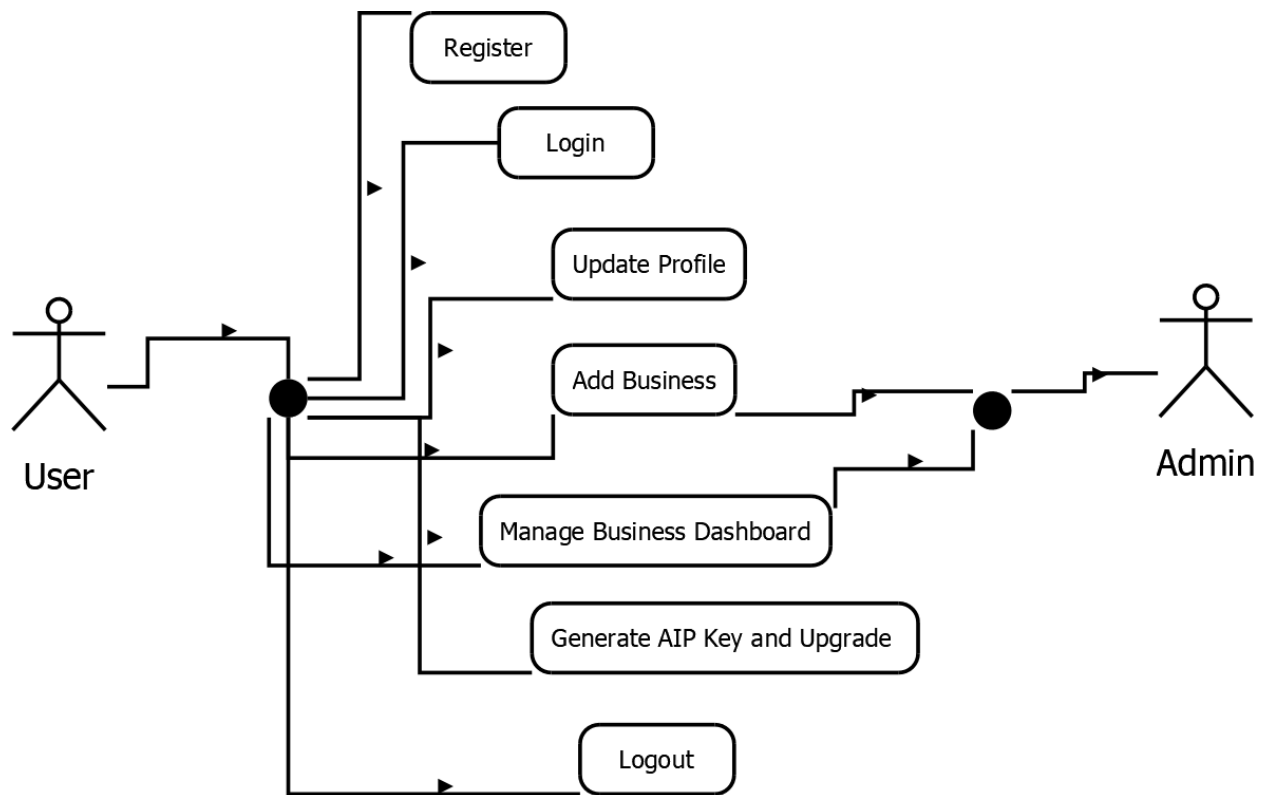 Register
Login
Update Profile
Add Business
User
Admin
Manage Business Dashboard
Generate AIP Key and Upgrade
Logout